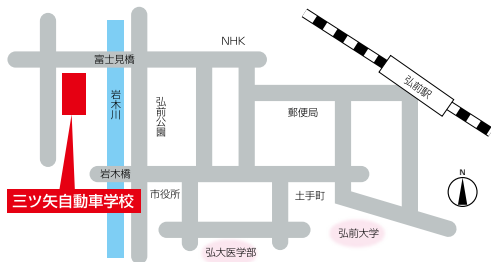 NHK
富士見橋
弘前駅
岩木川
弘前公園
郵便局
岩木橋
N
三ツ矢自動車学校
市役所
土手町
弘前大学
弘大医学部